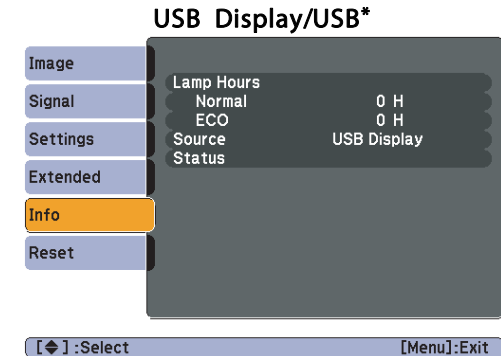 USB Display/USB*
Image
Signal
Settings
Extended
Info
Reset
Lamp Hours
Normal 0 H
ECO 0 H
Source USB Display
Status
[◆] :Select [Menu]:Exit